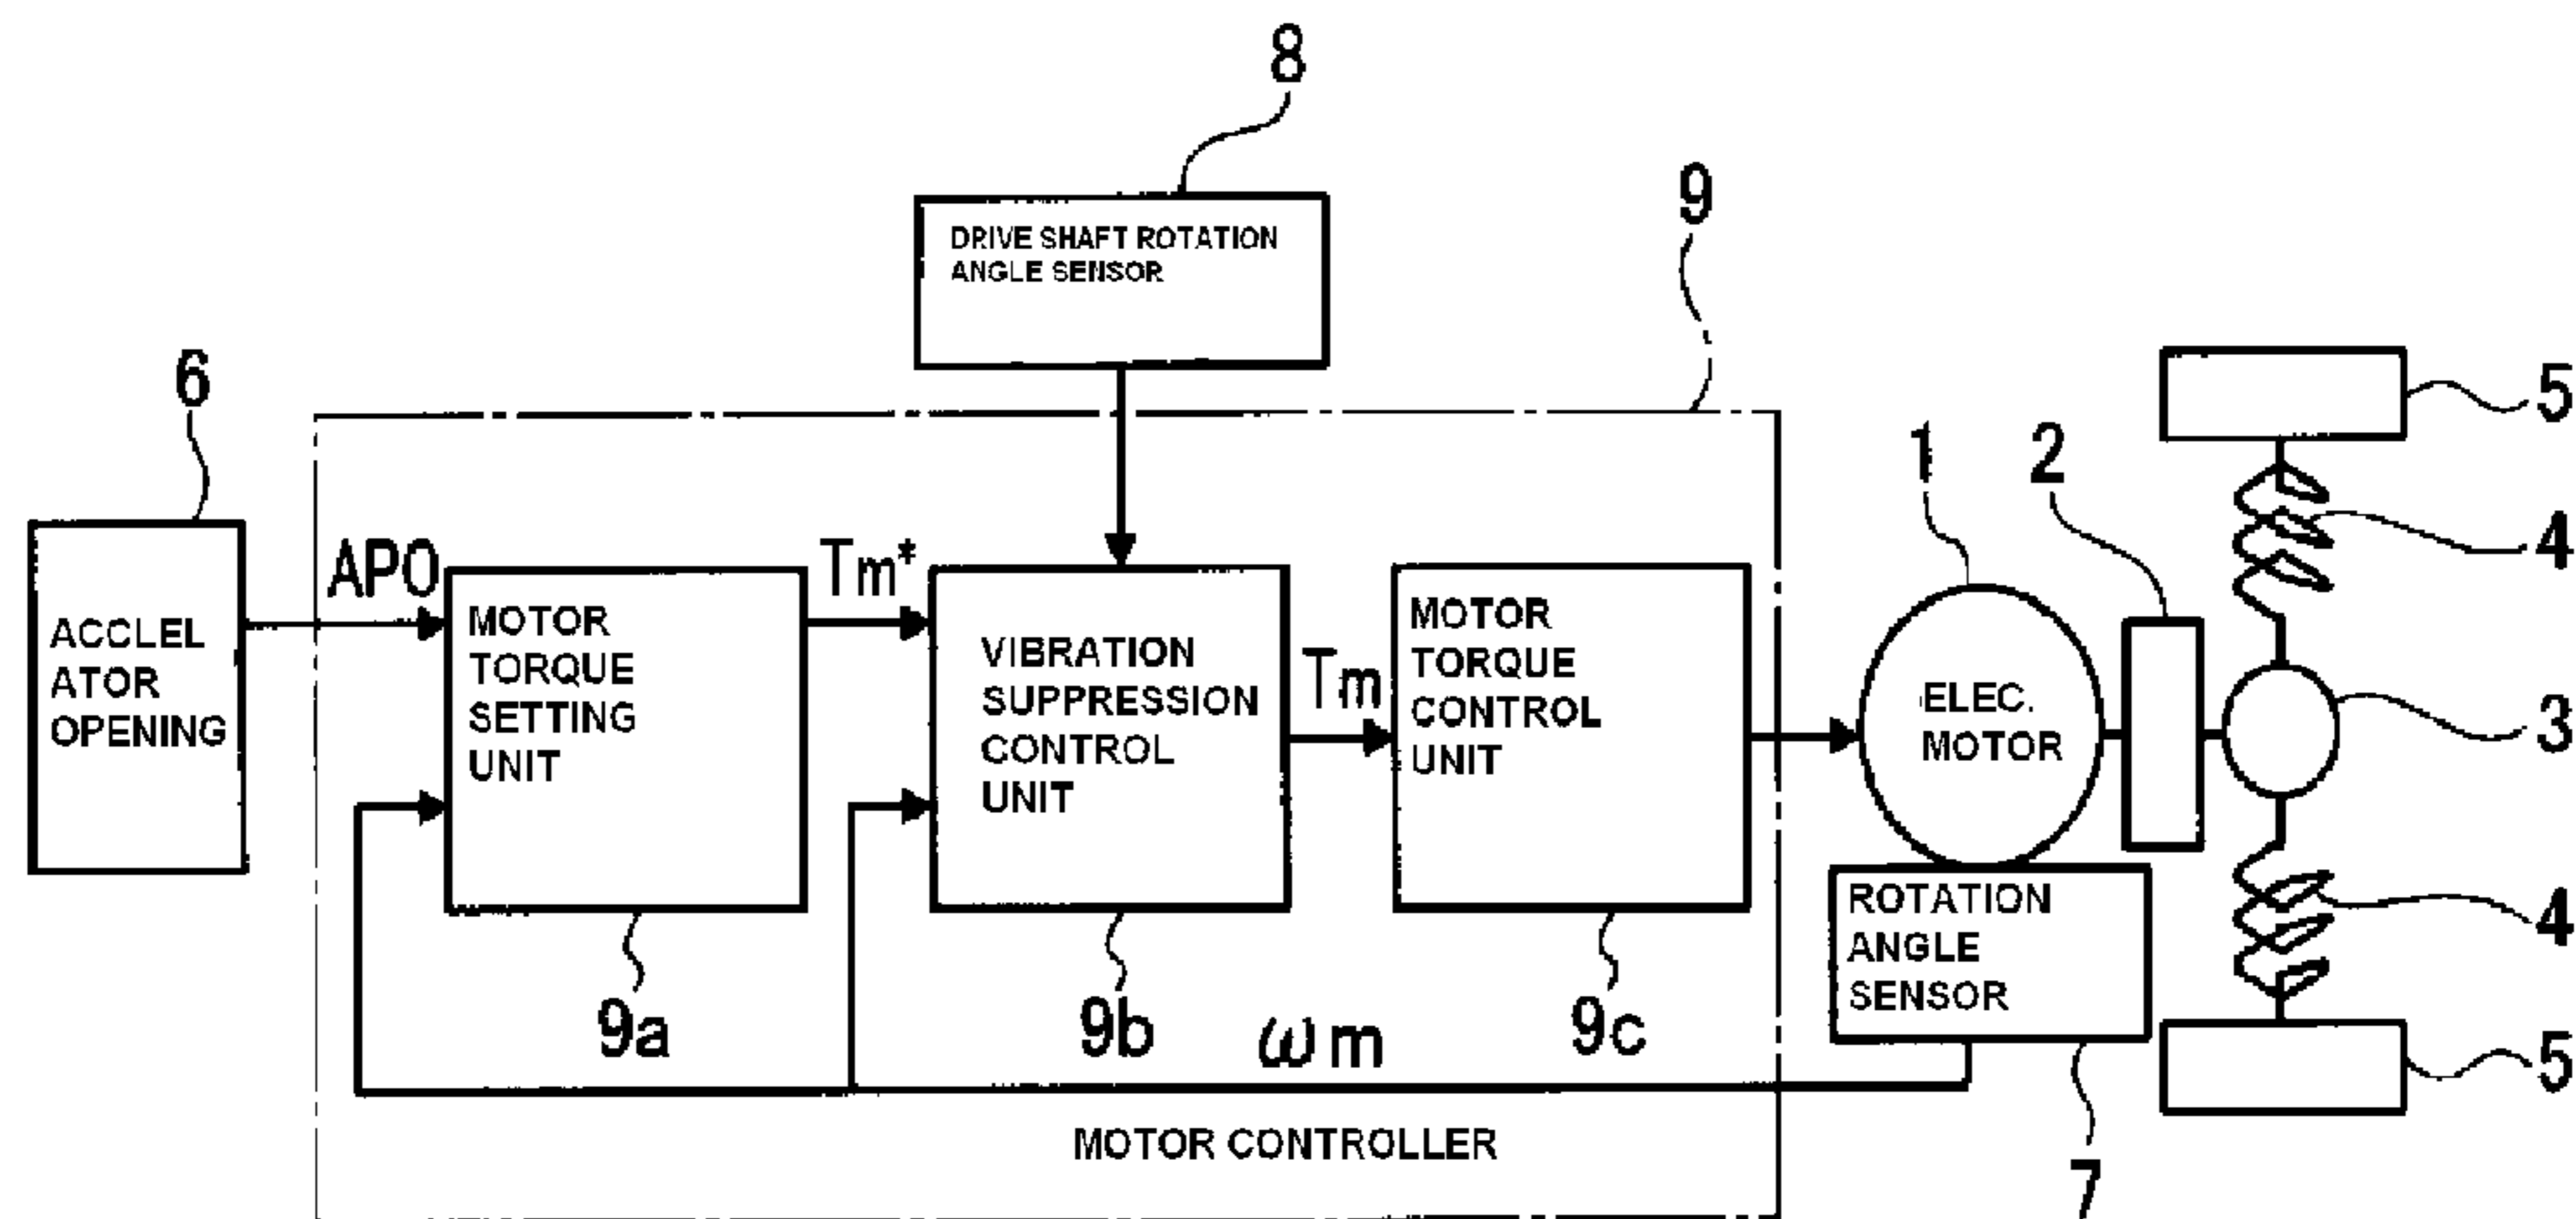 8
DRIVE SHAFT ROTATION
ANGLE SENSOR
9
6
ACCLEL
ATOR
OPENING
APO
MOTOR
TORQUE
SETTING
UNIT
9a
Tm*
VIBRATION
SUPPRESSION
CONTROL
UNIT
9b
Tm
MOTOR
TORQUE
CONTROL
UNIT
9c
ωm
MOTOR CONTROLLER
1
ELEC.
MOTOR
2
ROTATION
ANGLE
SENSOR
7
5
4
3
4
5